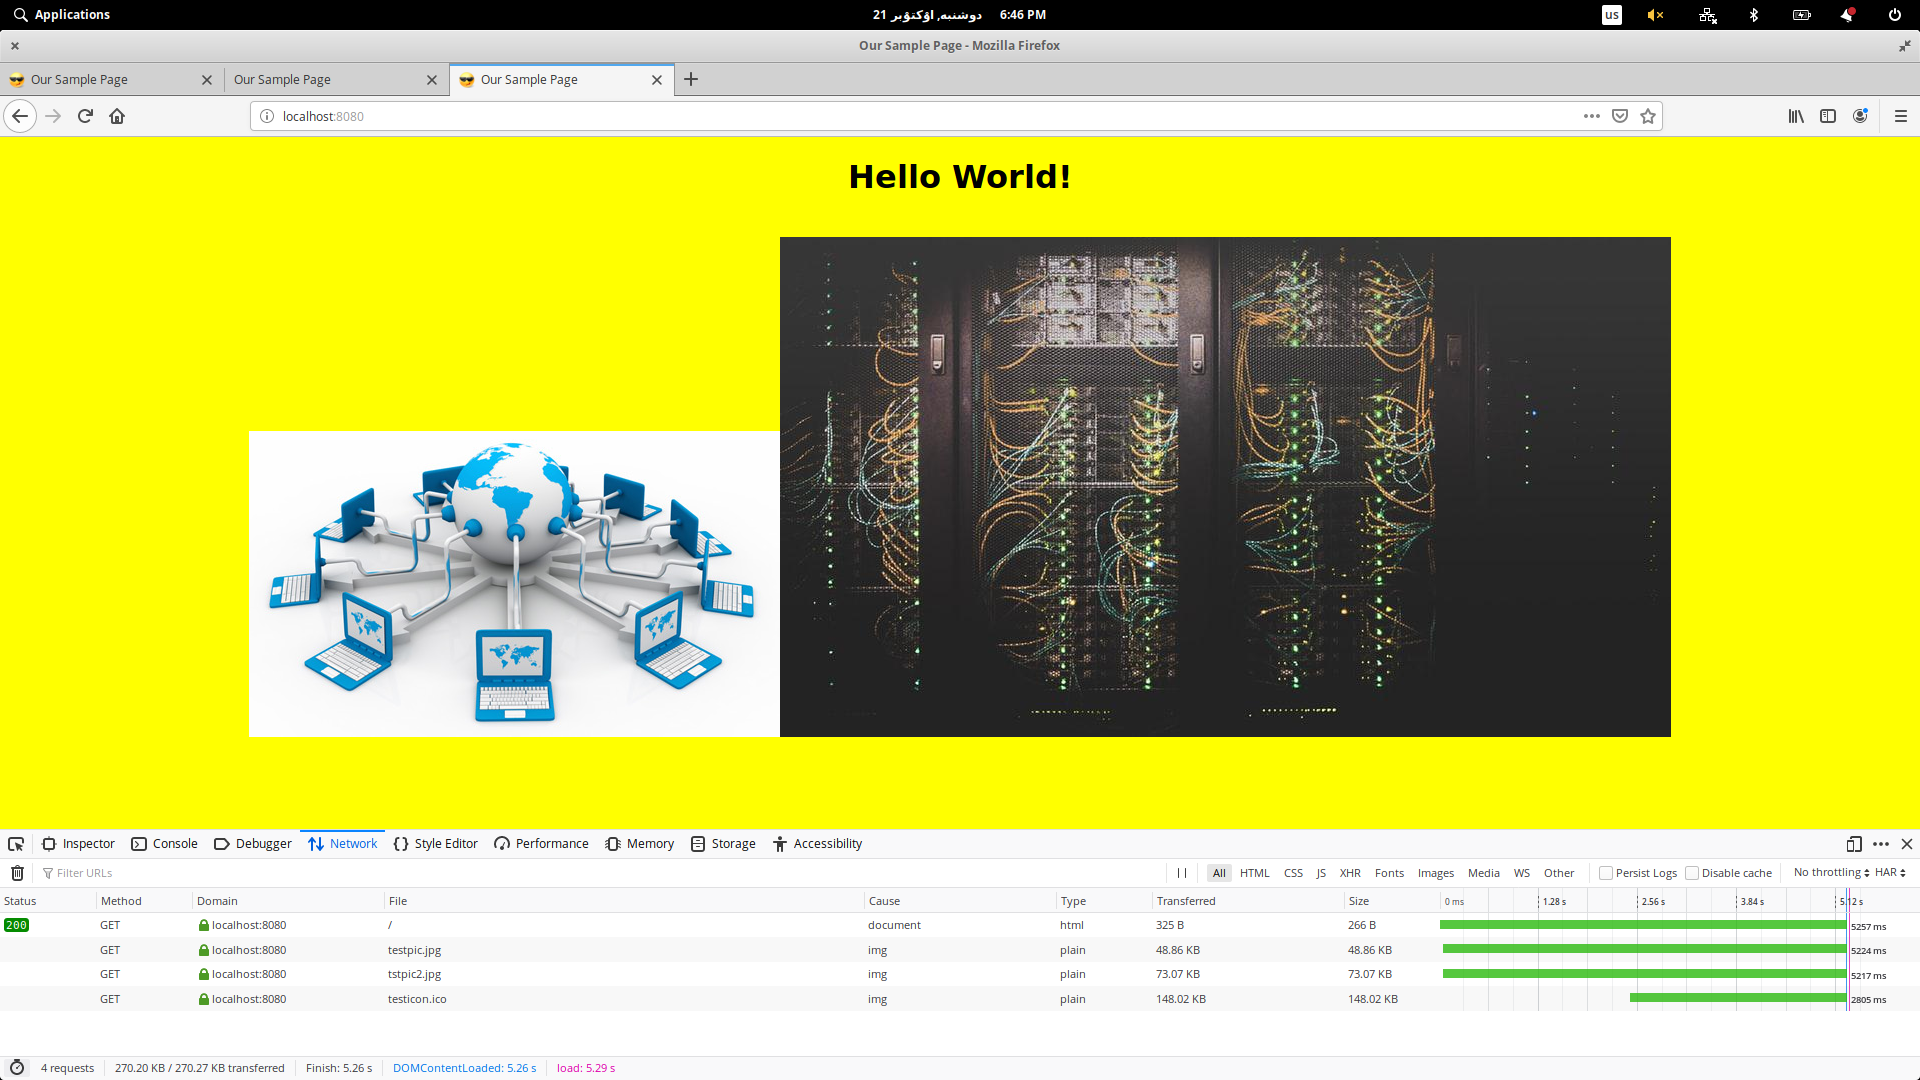 Applications
دوشنبه, اؤکتوْبر 21 6:46 PM
us
Our Sample Page - Mozilla Firefox
Our Sample Page
Our Sample Page
Our Sample Page
localhost:8080
Hello World!
Inspector Console Debugger Network Style Editor Performance Memory Storage Accessibility
Filter URLs
All HTML CSS JS XHR Fonts Images Media WS Other Persist Logs Disable cache No throttling HAR
Status Method Domain File Cause Type Transferred Size 0 ms 1.28 s 2.56 s 3.84 s 5.12 s
200 GET localhost:8080 / document html 325 B 266 B 5257 ms
GET localhost:8080 testpic.jpg img plain 48.86 KB 48.86 KB 5224 ms
GET localhost:8080 tstpic2.jpg img plain 73.07 KB 73.07 KB 5217 ms
GET localhost:8080 testicon.ico img plain 148.02 KB 148.02 KB 2805 ms
4 requests 270.20 KB / 270.27 KB transferred Finish: 5.26 s DOMContentLoaded: 5.26 s load: 5.29 s